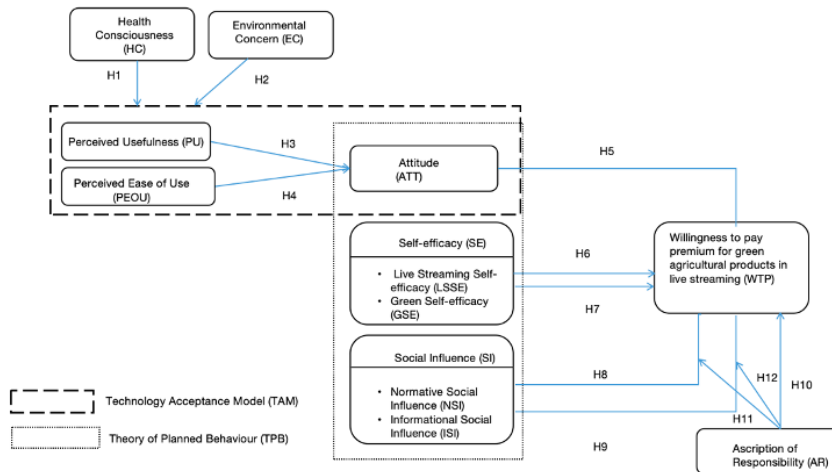 Health
Consciousness
(HC)
Environmental
Concern (EC)
H1
H2
Perceived Usefulness (PU)
H3
Perceived Ease of Use
(PEOU)
H4
Attitude
(ATT)
H5
Self-efficacy (SE)
• Live Streaming Self-
efficacy (LSSE)
• Green Self-efficacy
(GSE)
H6
H7
Willingness to pay
premium for green
agricultural products in
live streaming (WTP)
Social Influence (SI)
• Normative Social
Influence (NSI)
• Informational Social
Influence (ISI)
H8
H9
H12
H10
H11
Ascription of
Responsibility (AR)
Technology Acceptance Model (TAM)
Theory of Planned Behaviour (TPB)